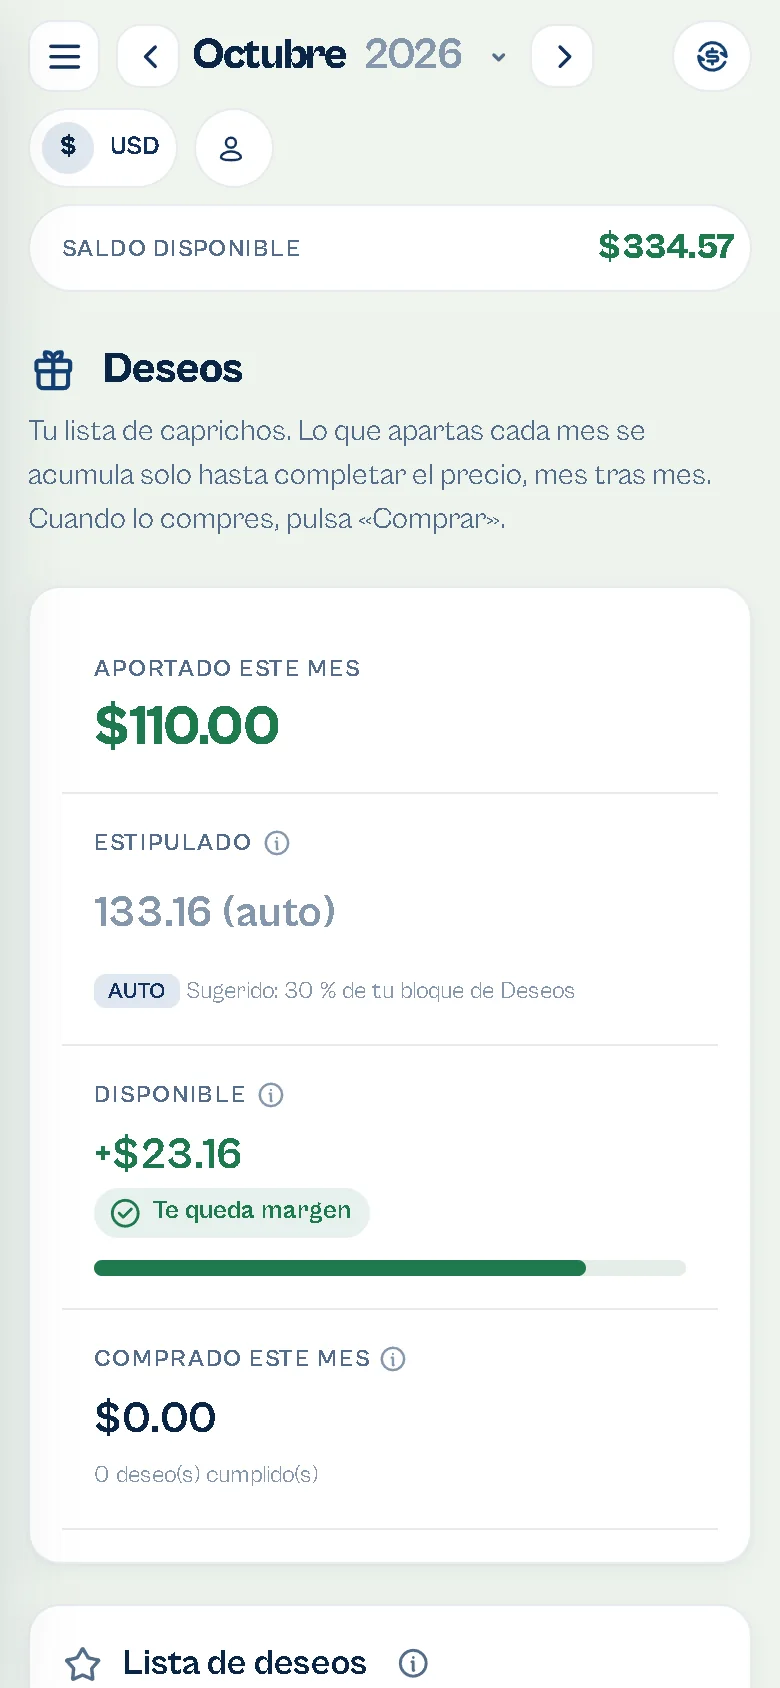 Octubre 2026
$ USD
SALDO DISPONIBLE $334.57
Deseos
Tu lista de caprichos. Lo que apartas cada mes se
acumula solo hasta completar el precio, mes tras mes.
Cuando lo compres, pulsa «Comprar».
APORTADO ESTE MES
$110.00
ESTIPULADO
133.16 (auto)
AUTO Sugerido: 30 % de tu bloque de Deseos
DISPONIBLE
+$23.16
Te queda margen
COMPRADO ESTE MES
$0.00
0 deseo(s) cumplido(s)
Lista de deseos